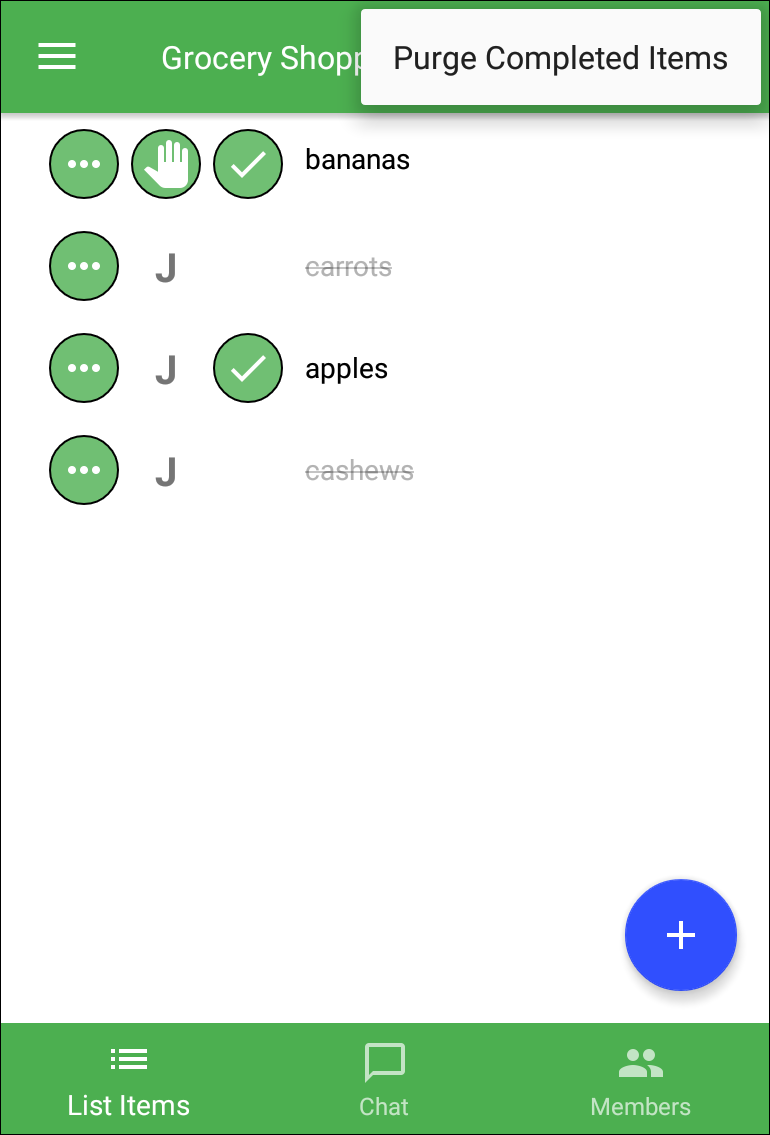 Grocery Shopp
Purge Completed Items
bananas
J carrots
J apples
J cashews
List Items Chat Members